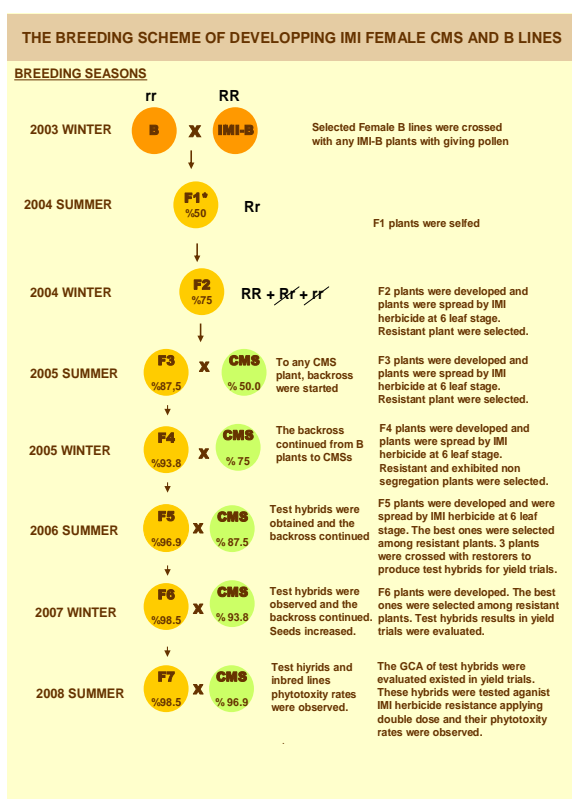 THE BREEDING SCHEME OF DEVELOPPING IMI FEMALE CMS AND B LINES
BREEDING SEASONS
rr
RR
2003 WINTER
B
X
IMI-B
Selected Female B lines were crossed
with any IMI-B plants with giving pollen
2004 SUMMER
F1*
%50
Rr
F1 plants were selfed
2004 WINTER
F2
%75
RR + Rr + rr
F2 plants were developed and
plants were spread by IMI
herbicide at 6 leaf stage.
Resistant plant were selected.
2005 SUMMER
F3
%87,5
X
CMS
% 50.0
To any CMS
plant, backross
were started
F3 plants were developed and
plants were spread by IMI
herbicide at 6 leaf stage.
Resistant plant were selected.
2005 WINTER
F4
%93.8
X
CMS
% 75
The backross
continued from B
plants to CMSs
F4 plants were developed and
plants were spread by IMI
herbicide at 6 leaf stage.
Resistant and exhibited non
segregation plants were selected.
2006 SUMMER
F5
%96.9
X
CMS
% 87.5
Test hybrids were
obtained and the
backross continued
F5 plants were developed and were
spread by IMI herbicide at 6 leaf
stage. The best ones were selected
among resistant plants. 3 plants
were crossed with restorers to
produce test hybrids for yield trials.
2007 WINTER
F6
%98.5
X
CMS
% 93.8
Test hybrids were
observed and the
backross continued.
Seeds increased.
F6 plants were developed. The best
ones were selected among resistant
plants. Test hybrids results in yield
trials were evaluated.
2008 SUMMER
F7
%98.5
X
CMS
% 96.9
Test hiyrids and
inbred lines
phytotoxity rates
were observed.
The GCA of test hybrids were
evaluated existed in yield trials.
These hybrids were tested aganist
IMI herbicide resistance applying
double dose and their phytotoxity
rates were observed.